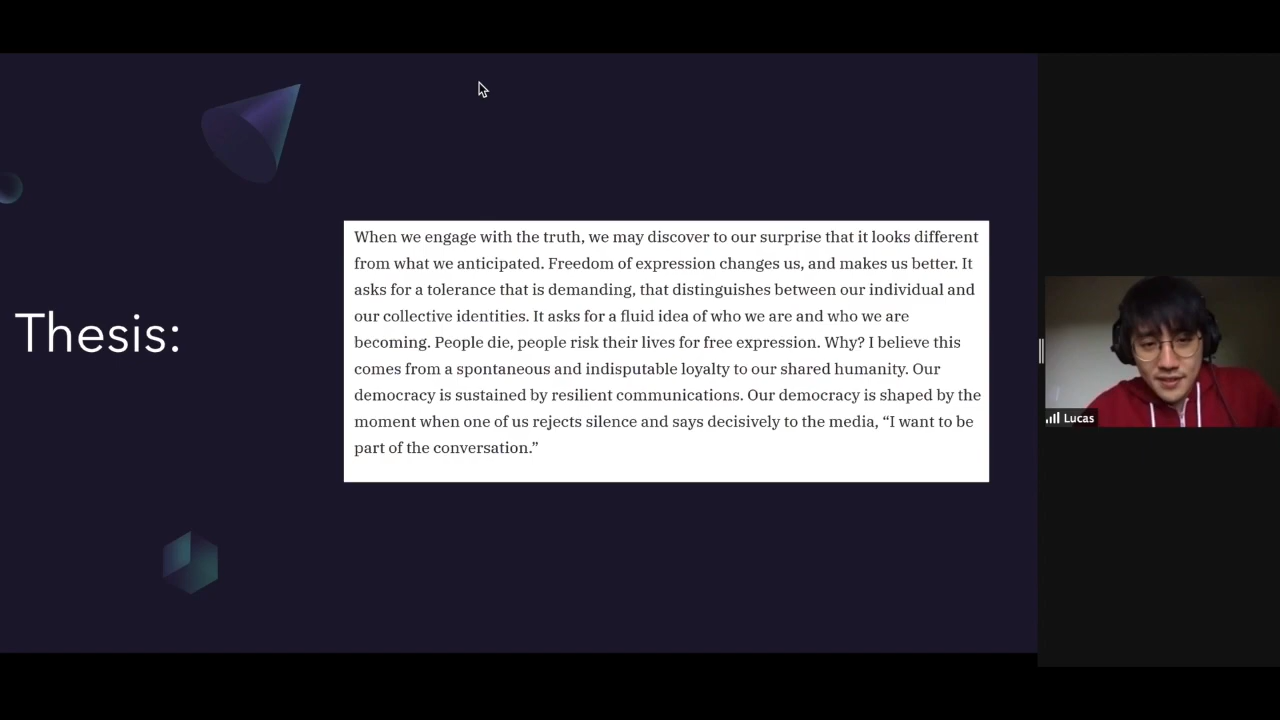 Thesis:
When we engage with the truth, we may discover to our surprise that it looks different
from what we anticipated. Freedom of expression changes us, and makes us better. It
asks for a tolerance that is demanding, that distinguishes between our individual and
our collective identities. It asks for a fluid idea of who we are and who we are
becoming. People die, people risk their lives for free expression. Why? I believe this
comes from a spontaneous and indisputable loyalty to our shared humanity. Our
democracy is sustained by resilient communications. Our democracy is shaped by the
moment when one of us rejects silence and says decisively to the media, “I want to be
part of the conversation.”
Lucas